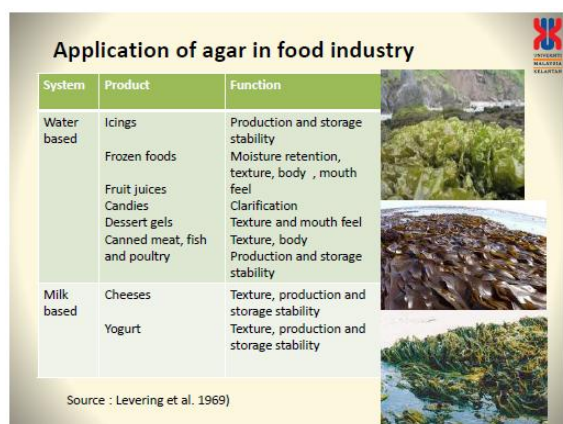 Application of agar in food industry
UNIVERSITI
MALAYSIA
KELANTAN
System Product Function
Water based Icings Production and storage stability
Frozen foods Moisture retention, texture, body , mouth feel
Fruit juices Clarification
Candies Texture and mouth feel
Dessert gels Texture, body
Canned meat, fish and poultry Production and storage stability
Milk based Cheeses Texture, production and storage stability
Yogurt Texture, production and storage stability
Source : Levering et al. 1969)